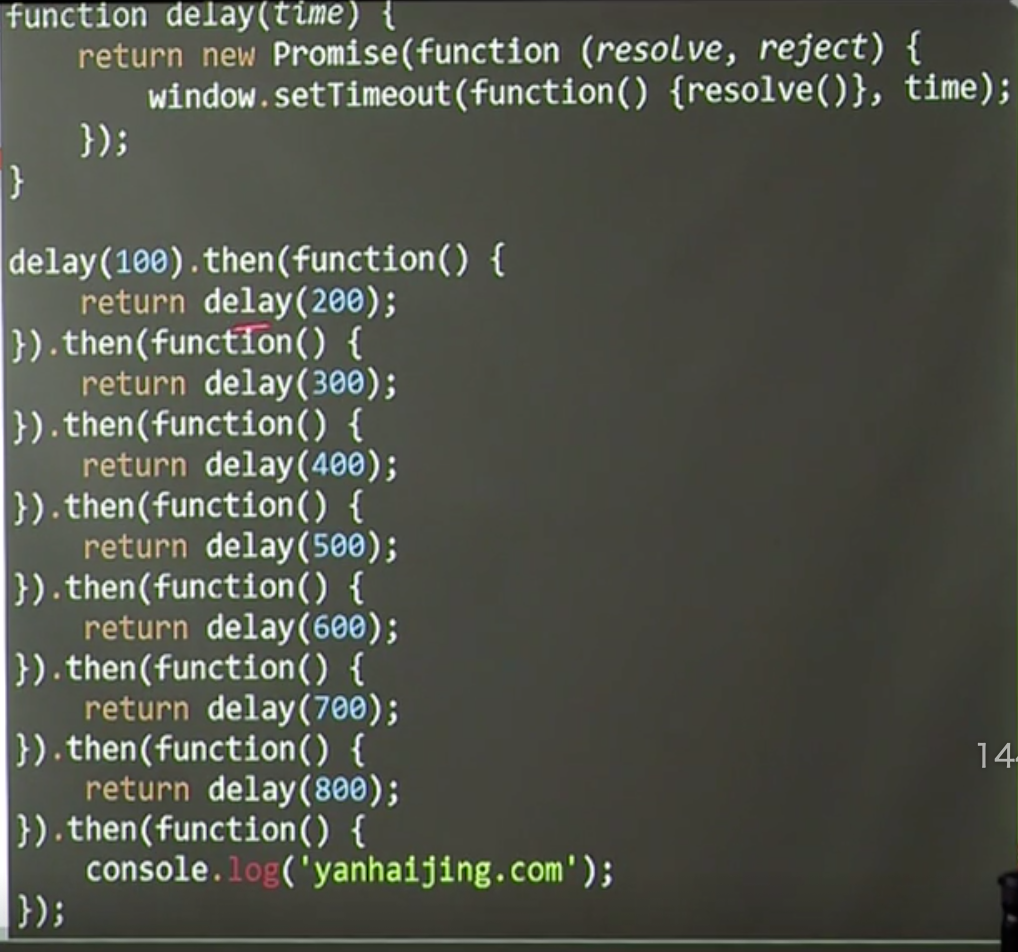 function delay(time) {
    return new Promise(function (resolve, reject) {
        window.setTimeout(function() {resolve()}, time);
    });
}

delay(100).then(function() {
    return delay(200);
}).then(function() {
    return delay(300);
}).then(function() {
    return delay(400);
}).then(function() {
    return delay(500);
}).then(function() {
    return delay(600);
}).then(function() {
    return delay(700);
}).then(function() {
    return delay(800);
}).then(function() {
    console.log('yanhaijing.com');
});